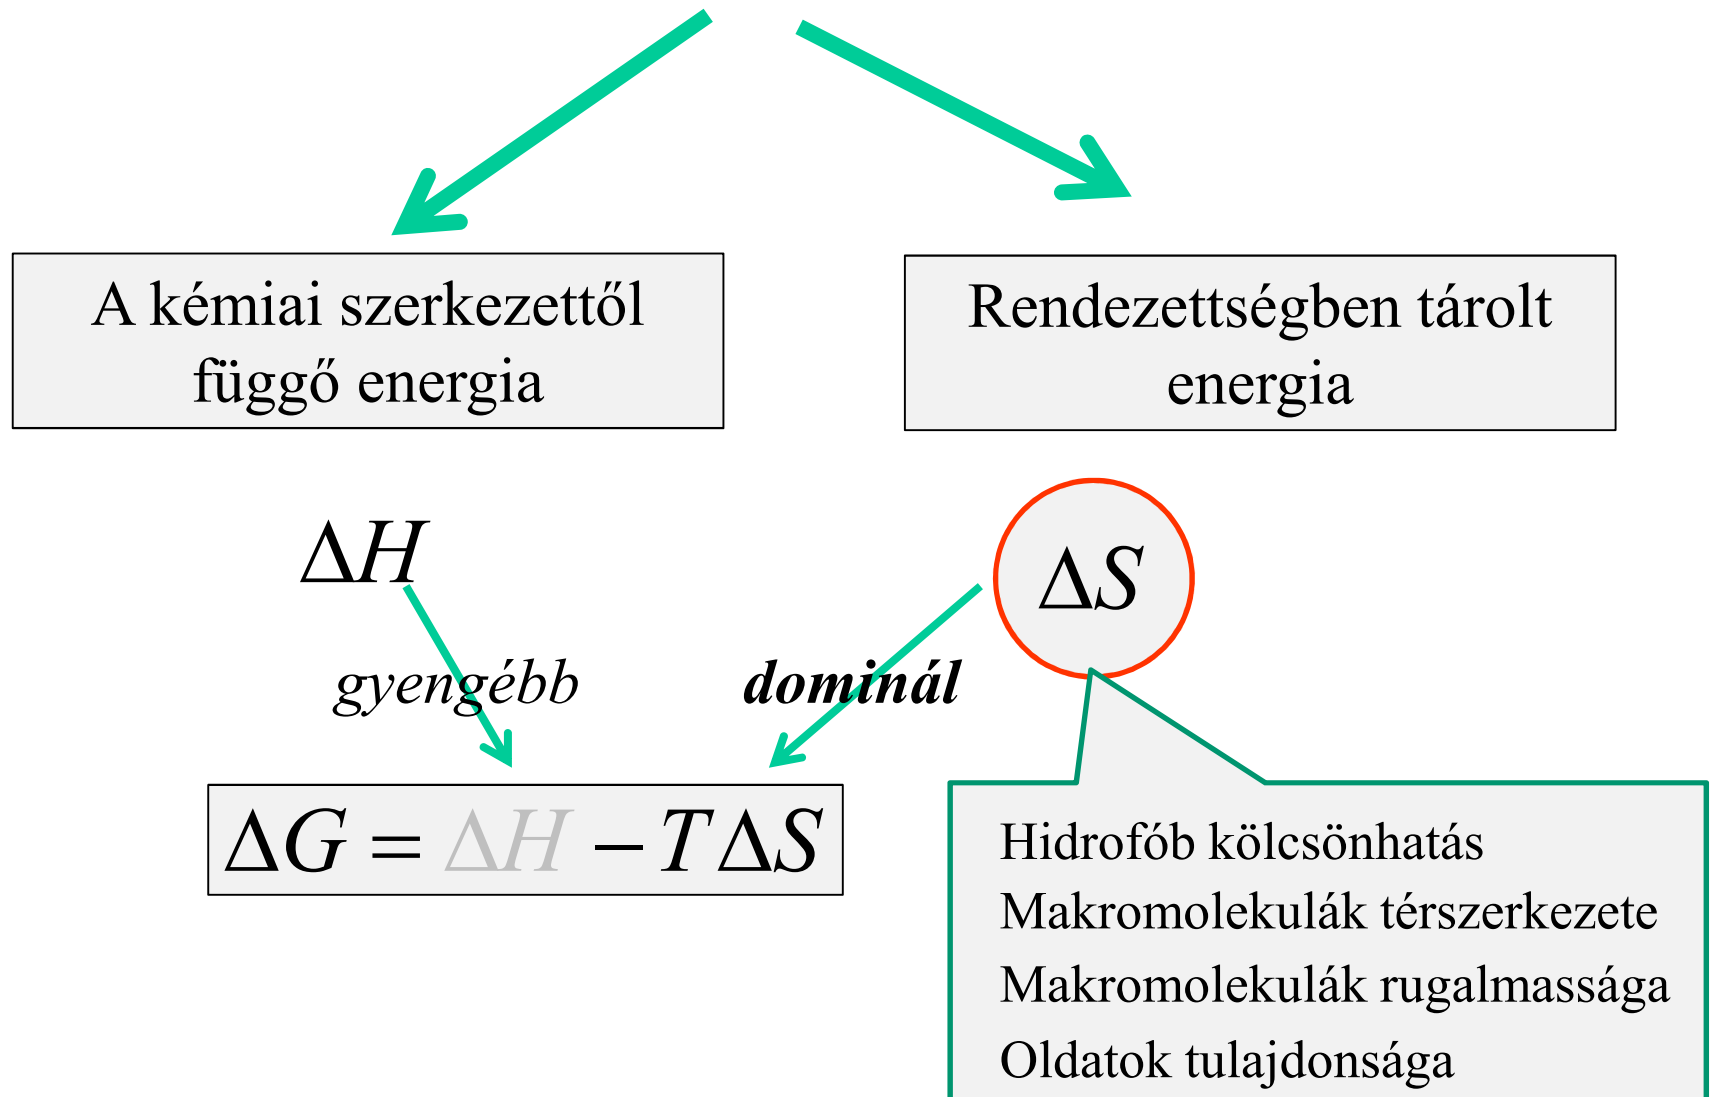 A kémiai szerkezettől
függő energia
Rendezettségben tárolt
energia
ΔH
ΔS
gyengébb
dominál
ΔG = ΔH − TΔS
Hidrofób kölcsönhatás
Makromolekulák térszerkezete
Makromolekulák rugalmassága
Oldatok tulajdonsága